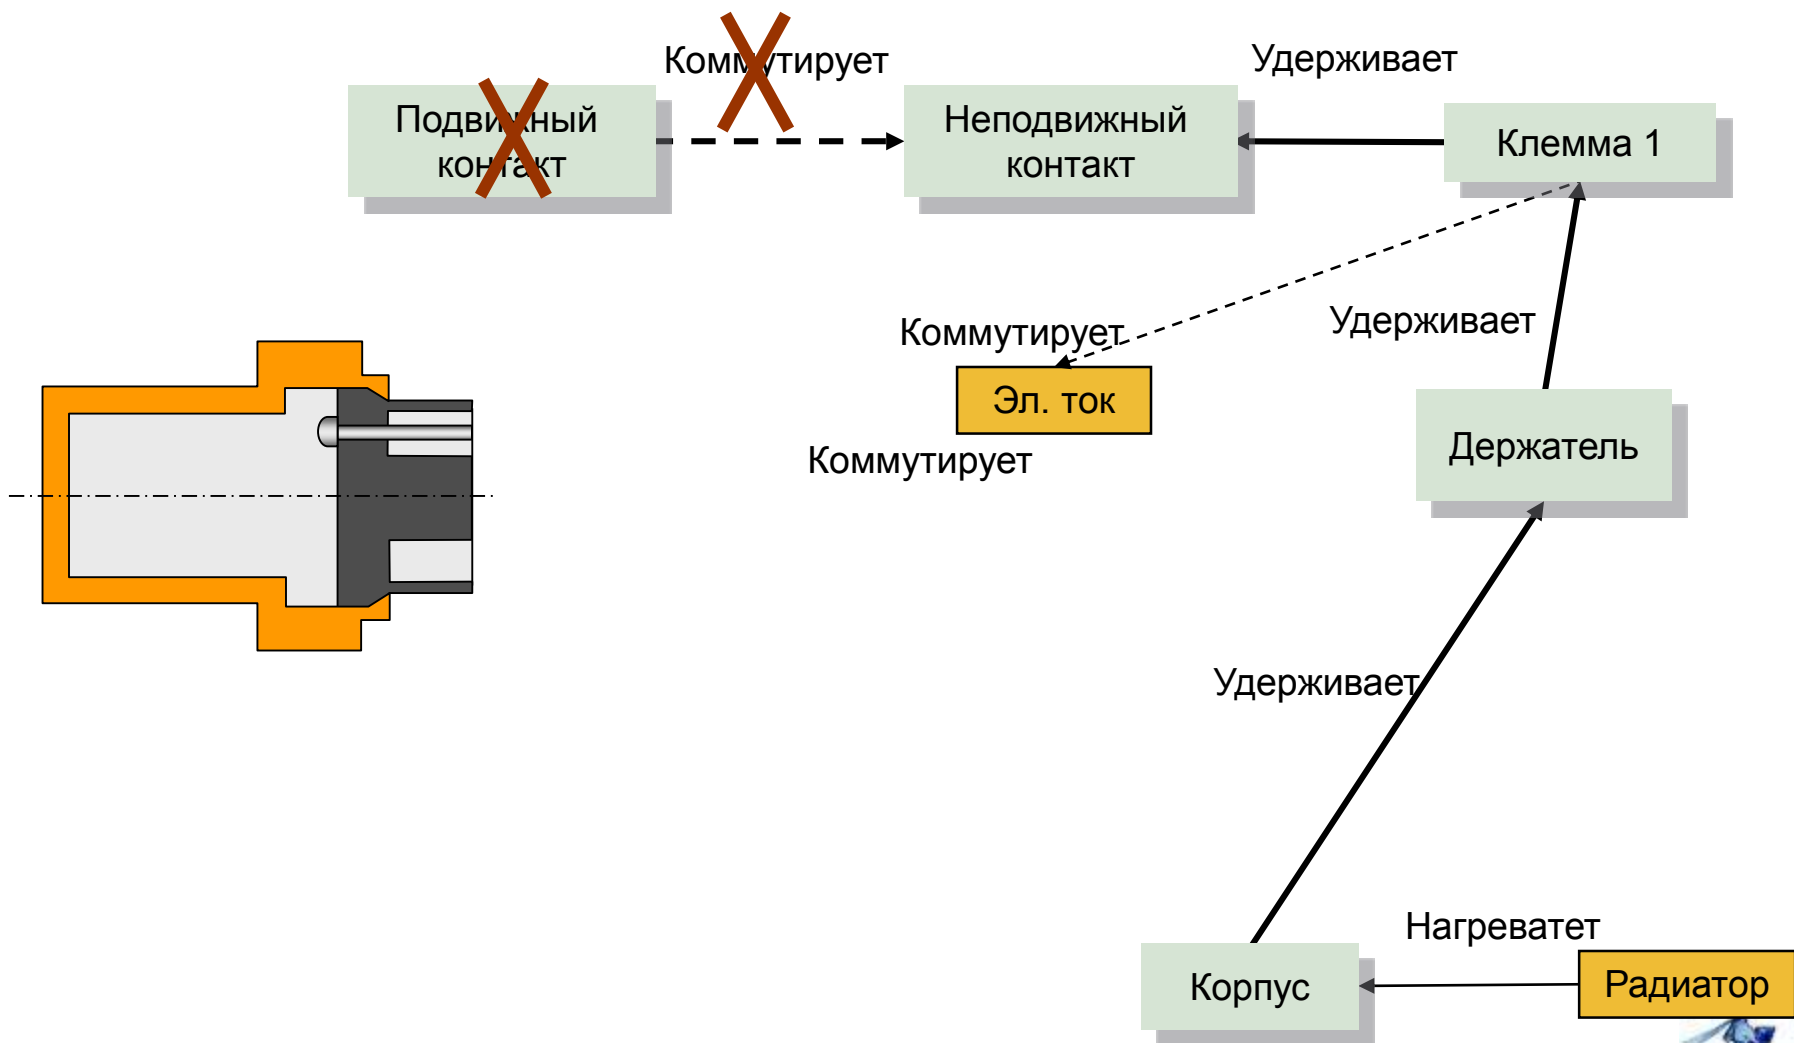 Коммутирует
Удерживает
Подвижный
контакт
Неподвижный
контакт
Клемма 1
Коммутирует
Удерживает
Эл. ток
Коммутирует
Держатель
Удерживает
Нагреватет
Корпус
Радиатор